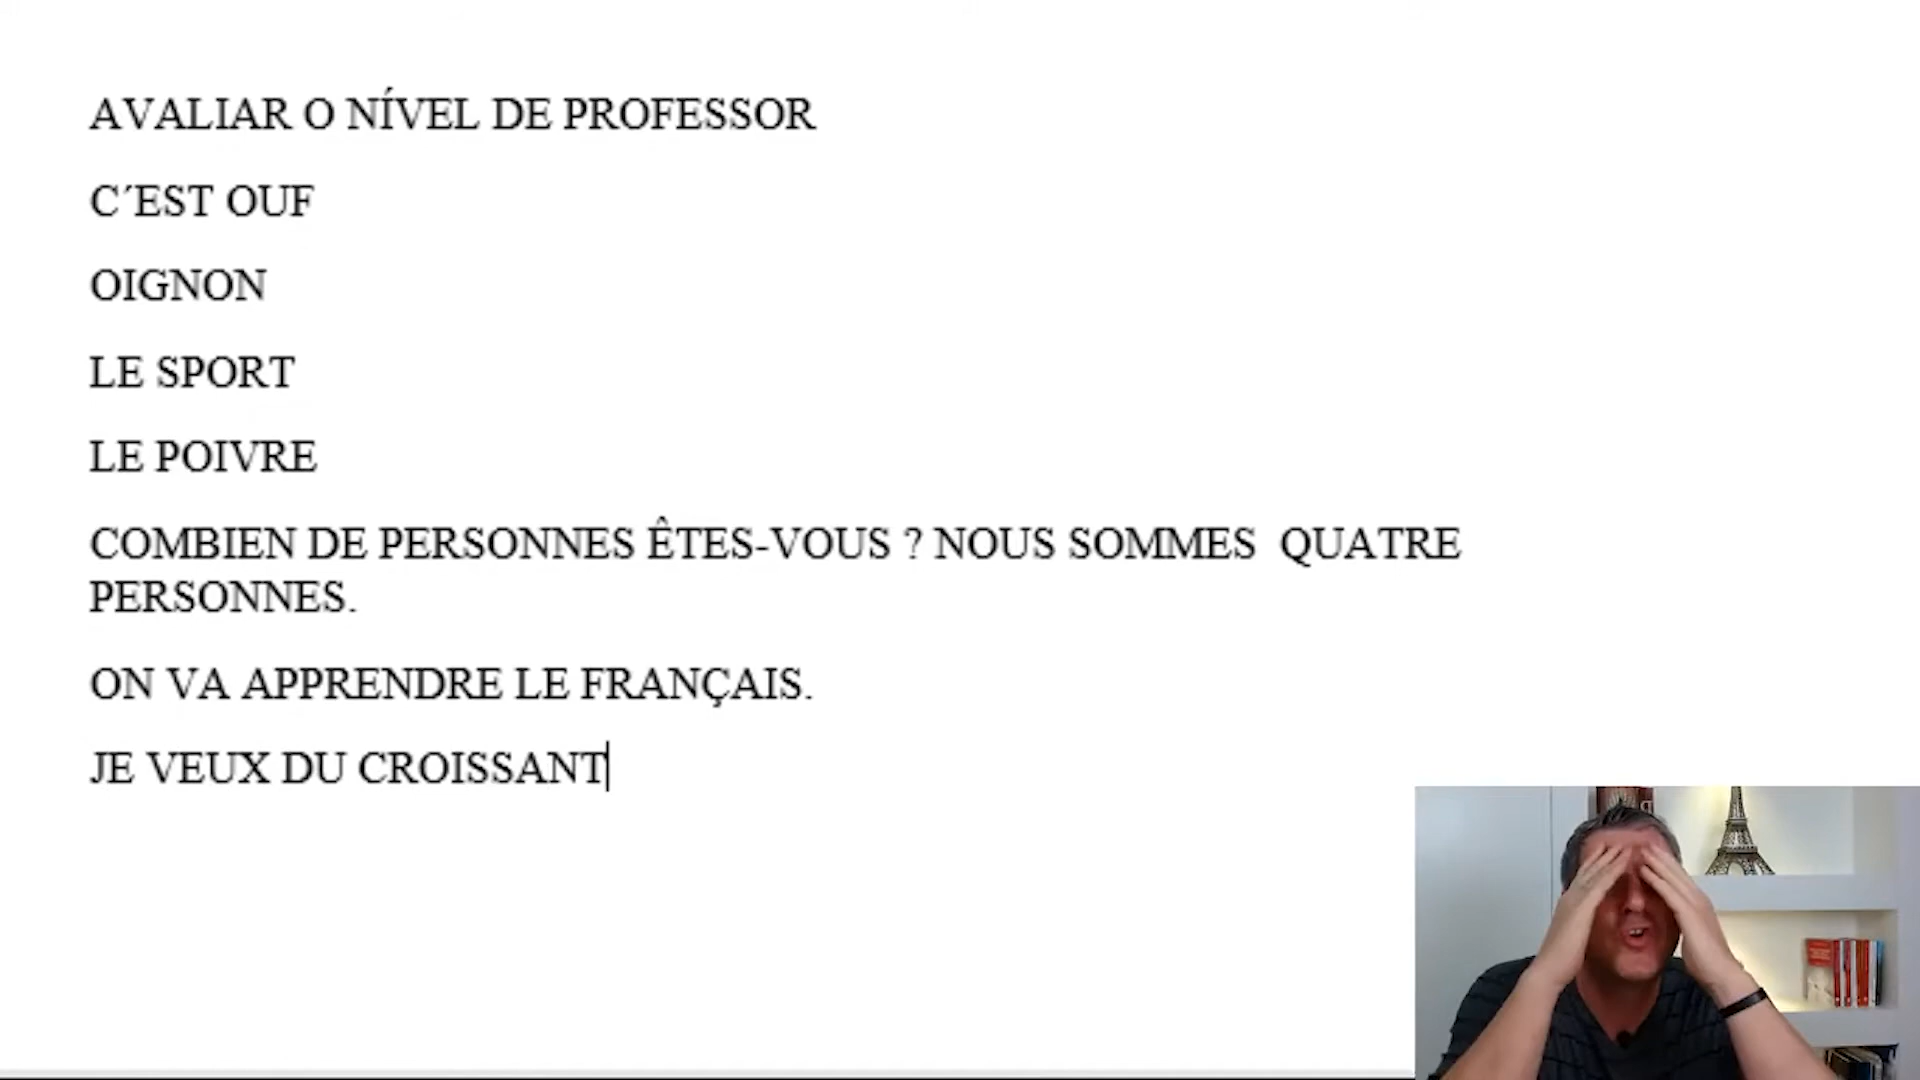 AVALIAR O NÍVEL DE PROFESSOR
C´EST OUF
OIGNON
LE SPORT
LE POIVRE
COMBIEN DE PERSONNES ÊTES-VOUS ? NOUS SOMMES QUATRE
PERSONNES.
ON VA APPRENDRE LE FRANÇAIS.
JE VEUX DU CROISSANT